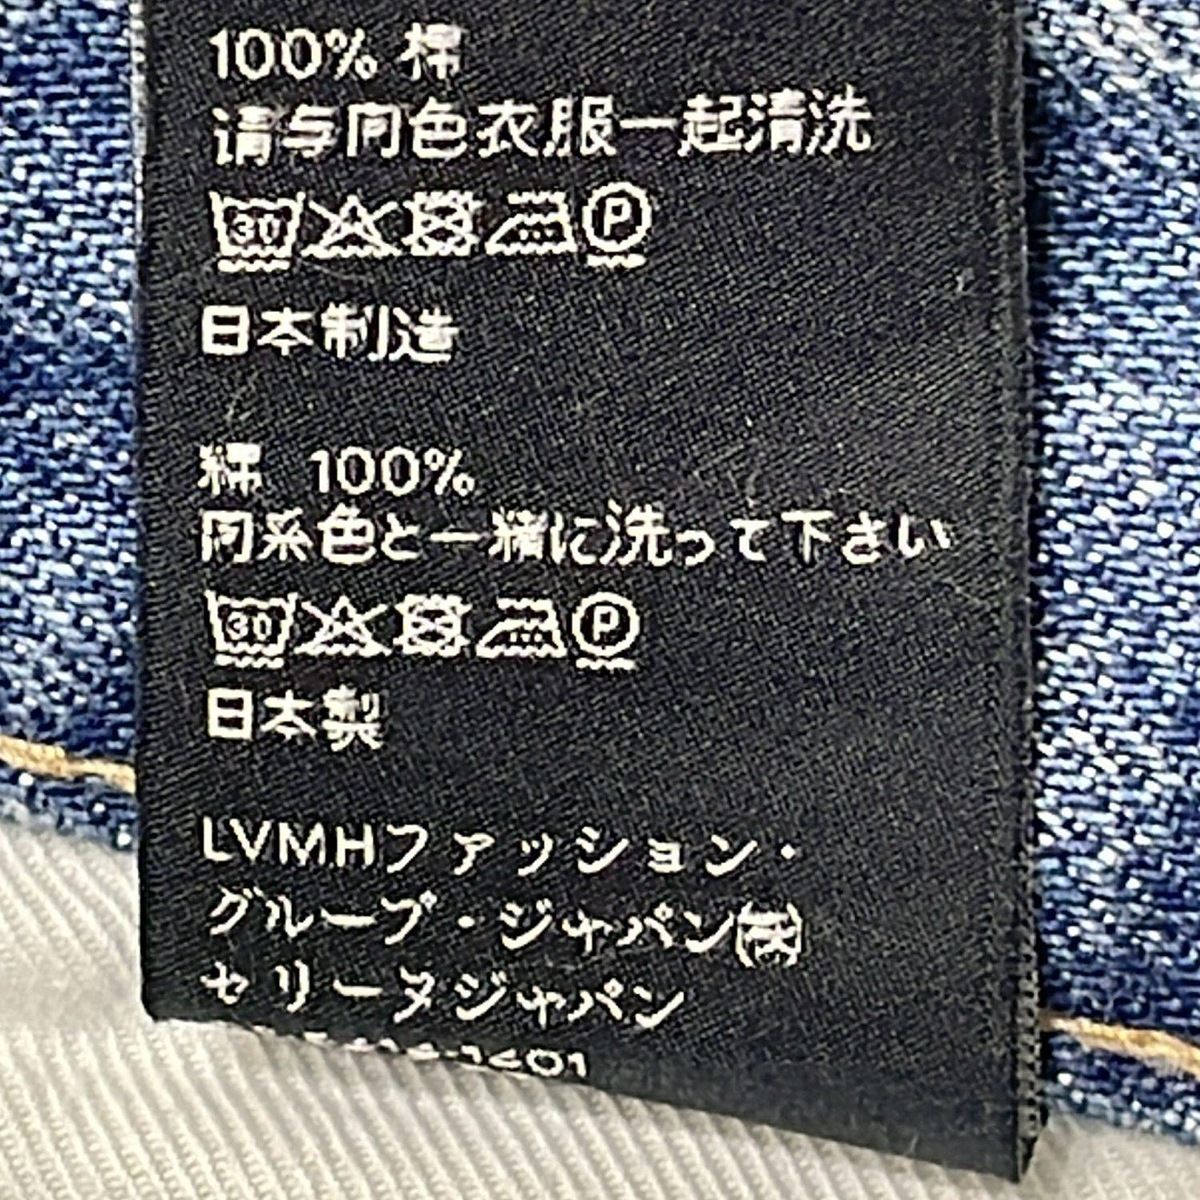 100% 棉
请与同色衣服一起清洗
30 P
日本制造
綿 100%
同系色と一緒に洗って下さい
30 P
日本製
LVMHファッション・
グループ・ジャパン㈱
セリーヌジャパン